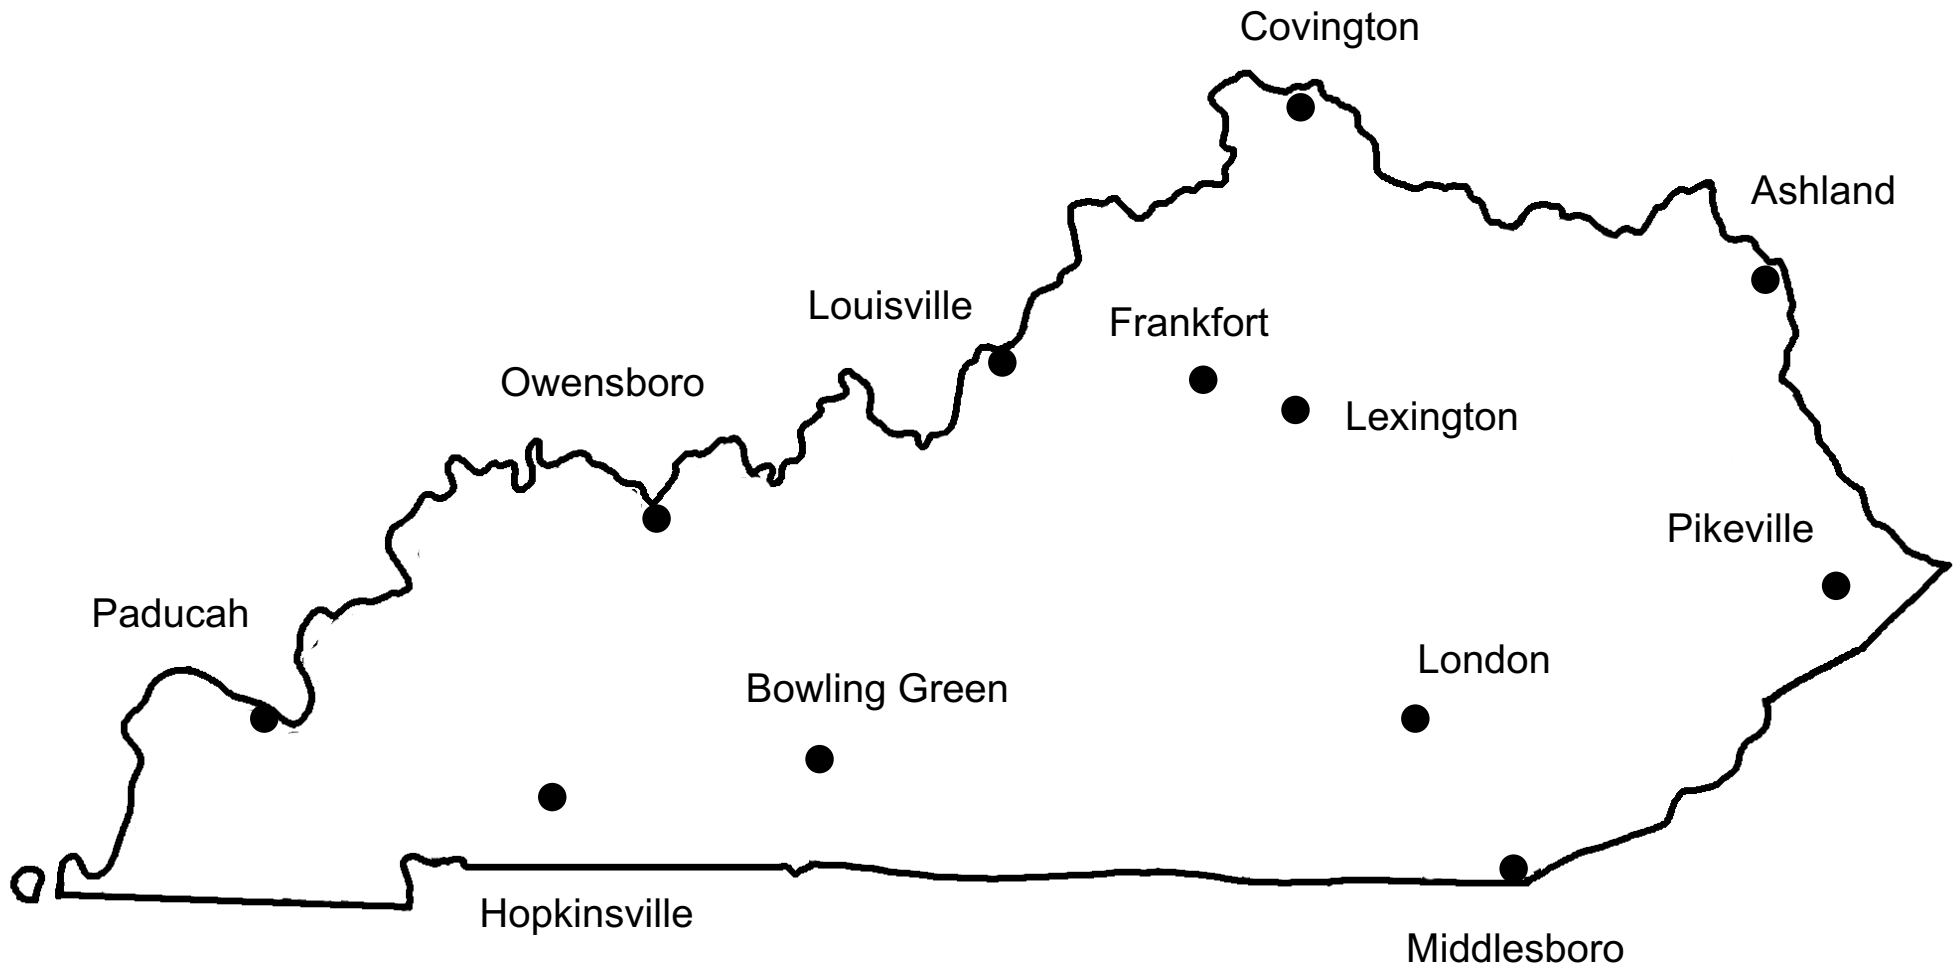 Covington
Ashland
Louisville
Frankfort
Owensboro
Lexington
Pikeville
Paducah
London
Bowling Green
Hopkinsville
Middlesboro